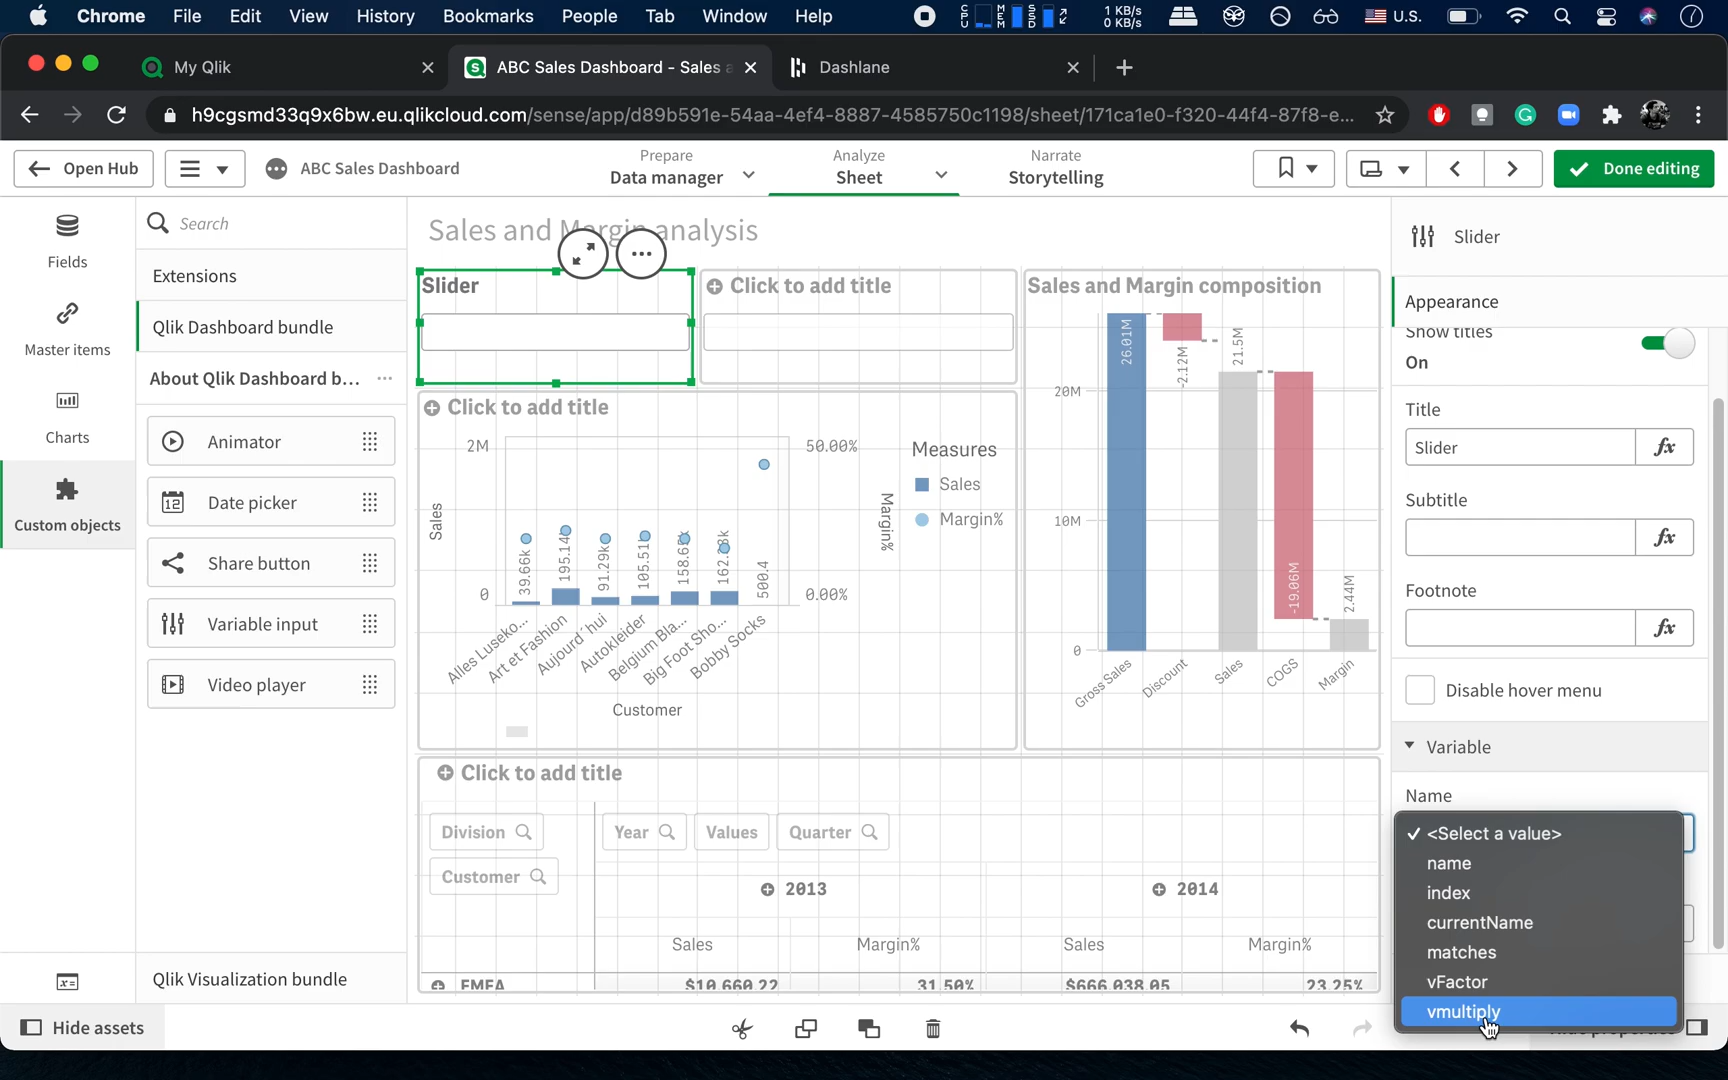 Chrome File Edit View History Bookmarks People Tab Window Help CPU MEM SSD 1 KB/s 0 KB/s U.S.
My Qlik
ABC Sales Dashboard - Sales a
Dashlane
h9cgsmd33q9x6bw.eu.qlikcloud.com/sense/app/d89b591e-54aa-4ef4-8887-4585750c1198/sheet/171ca1e0-f320-44f4-87f8-e...
Open Hub
ABC Sales Dashboard
Prepare
Data manager
Analyze
Sheet
Narrate
Storytelling
Done editing
Fields
Master items
Charts
Custom objects
Search
Extensions
Qlik Dashboard bundle
About Qlik Dashboard b...
Animator
Date picker
Share button
Variable input
Video player
Qlik Visualization bundle
Hide assets
Sales and Margin analysis
Slider
Click to add title
Click to add title
2M
0
Sales
39.66k
195.14k
91.29k
105.51k
158.65k
500.4
50.00%
0.00%
Margin%
Alles Luseko...
Art et Fashion
Aujourd´hui
Autokleider
Belgium Bla...
Big Foot Sho...
Bobby Socks
Customer
Measures
Sales
Margin%
Sales and Margin composition
20M
10M
0
26.01M
-2.12M
21.5M
-19.06M
2.44M
Gross Sales
Discount
Sales
COGS
Margin
Click to add title
Division
Customer
Year
Values
Quarter
2013
2014
Sales
Margin%
Sales
Margin%
EMEA
$10,660.22
31.50%
$666,038.05
23.25%
Slider
Appearance
Show titles
On
Title
Slider
fx
Subtitle
fx
Footnote
fx
Disable hover menu
Variable
Name
<Select a value>
name
index
currentName
matches
vFactor
vmultiply